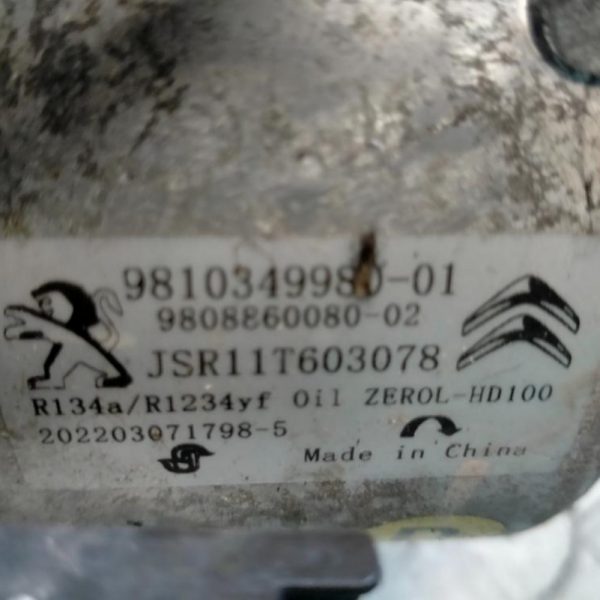 9810349980-01
9808860080-02
JSR11T603078
R134a/R1234yf Oil ZEROL-HD100
202203071798-5
Made in China